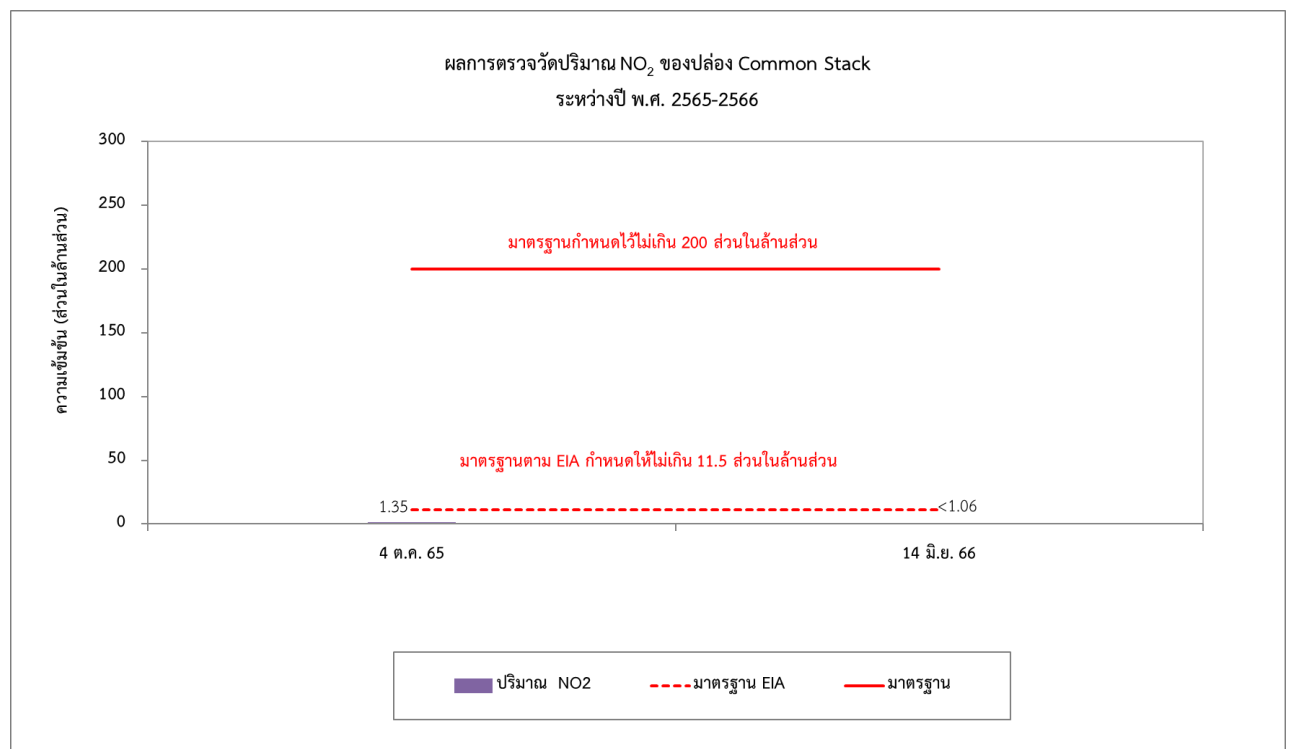 ผลการตรวจวัดปริมาณ NO₂ ของปล่อง Common Stack
ระหว่างปี พ.ศ. 2565-2566
ความเข้มข้น (ส่วนในล้านส่วน)
300
250
200
150
100
50
0
มาตรฐานกำหนดไว้ไม่เกิน 200 ส่วนในล้านส่วน
มาตรฐานตาม EIA กำหนดให้ไม่เกิน 11.5 ส่วนในล้านส่วน
1.35
<1.06
4 ต.ค. 65
14 มิ.ย. 66
ปริมาณ NO2
มาตรฐาน EIA
มาตรฐาน